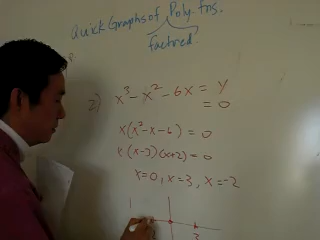 Quick Graphs of Poly. fns.
factored.
2) x³ - x² - 6x = y
= 0
x(x² - x - 6) = 0
x(x-3)(x+2) = 0
x=0, x=3, x=-2
3